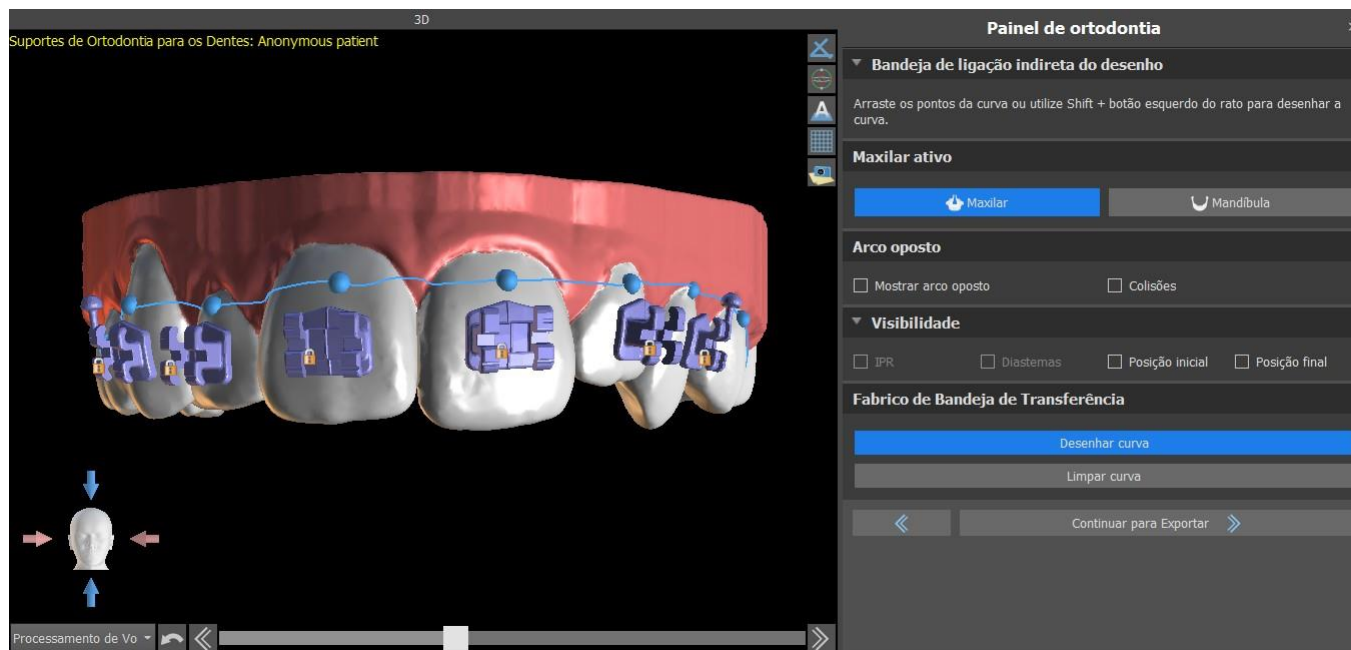 3D
Suportes de Ortodontia para os Dentes: Anonymous patient
A
Processamento de Vo
Painel de ortodontia
Bandeja de ligação indireta do desenho
Arraste os pontos da curva ou utilize Shift + botão esquerdo do rato para desenhar a
curva.
Maxilar ativo
Maxilar Mandíbula
Arco oposto
Mostrar arco oposto Colisões
Visibilidade
IPR Diastemas Posição inicial Posição final
Fabrico de Bandeja de Transferência
Desenhar curva
Limpar curva
Continuar para Exportar